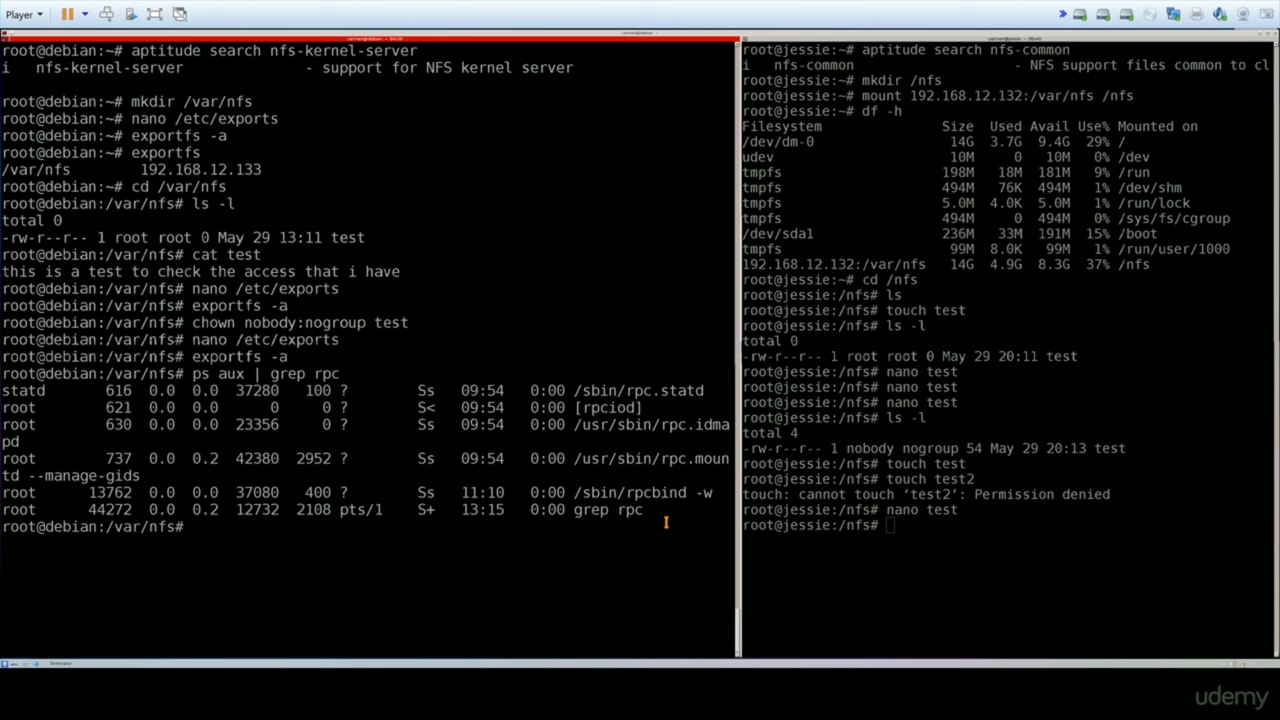 Player
root@debian:~# aptitude search nfs-kernel-server
i   nfs-kernel-server               - support for NFS kernel server
root@debian:~# mkdir /var/nfs
root@debian:~# nano /etc/exports
root@debian:~# exportfs -a
root@debian:~# exportfs
/var/nfs        192.168.12.133
root@debian:~# cd /var/nfs
root@debian:/var/nfs# ls -l
total 0
-rw-r--r-- 1 root root 0 May 29 13:11 test
root@debian:/var/nfs# cat test
this is a test to check the access that i have
root@debian:/var/nfs# nano /etc/exports
root@debian:/var/nfs# exportfs -a
root@debian:/var/nfs# chown nobody:nogroup test
root@debian:/var/nfs# nano /etc/exports
root@debian:/var/nfs# exportfs -a
root@debian:/var/nfs# ps aux | grep rpc
statd      616  0.0  0.0  37280   100 ?        Ss   09:54   0:00 /sbin/rpc.statd
root       621  0.0  0.0      0     0 ?        S<   09:54   0:00 [rpciod]
root       630  0.0  0.0  23356     0 ?        Ss   09:54   0:00 /usr/sbin/rpc.idma
pd
root       737  0.0  0.2  42380  2952 ?        Ss   09:54   0:00 /usr/sbin/rpc.moun
td --manage-gids
root     13762  0.0  0.0  37080   400 ?        Ss   11:10   0:00 /sbin/rpcbind -w
root     44272  0.0  0.2  12732  2108 pts/1    S+   13:15   0:00 grep rpc
root@debian:/var/nfs#
root@jessie:~# aptitude search nfs-common
i   nfs-common                      - NFS support files common to cl
root@jessie:~# mkdir /nfs
root@jessie:~# mount 192.168.12.132:/var/nfs /nfs
root@jessie:~# df -h
Filesystem               Size  Used Avail Use% Mounted on
/dev/dm-0                 14G  3.7G  9.4G  29% /
udev                      10M     0   10M   0% /dev
tmpfs                    198M   18M  181M   9% /run
tmpfs                    494M   76K  494M   1% /dev/shm
tmpfs                    5.0M  4.0K  5.0M   1% /run/lock
tmpfs                    494M     0  494M   0% /sys/fs/cgroup
/dev/sda1                236M   33M  191M  15% /boot
tmpfs                     99M  8.0K   99M   1% /run/user/1000
192.168.12.132:/var/nfs   14G  4.9G  8.3G  37% /nfs
root@jessie:~# cd /nfs
root@jessie:/nfs# ls
root@jessie:/nfs# touch test
root@jessie:/nfs# ls -l
total 0
-rw-r--r-- 1 root root 0 May 29 20:11 test
root@jessie:/nfs# nano test
root@jessie:/nfs# nano test
root@jessie:/nfs# nano test
root@jessie:/nfs# ls -l
total 4
-rw-r--r-- 1 nobody nogroup 54 May 29 20:13 test
root@jessie:/nfs# touch test
root@jessie:/nfs# touch test2
touch: cannot touch ‘test2’: Permission denied
root@jessie:/nfs# nano test
root@jessie:/nfs#
Terminator
udemy